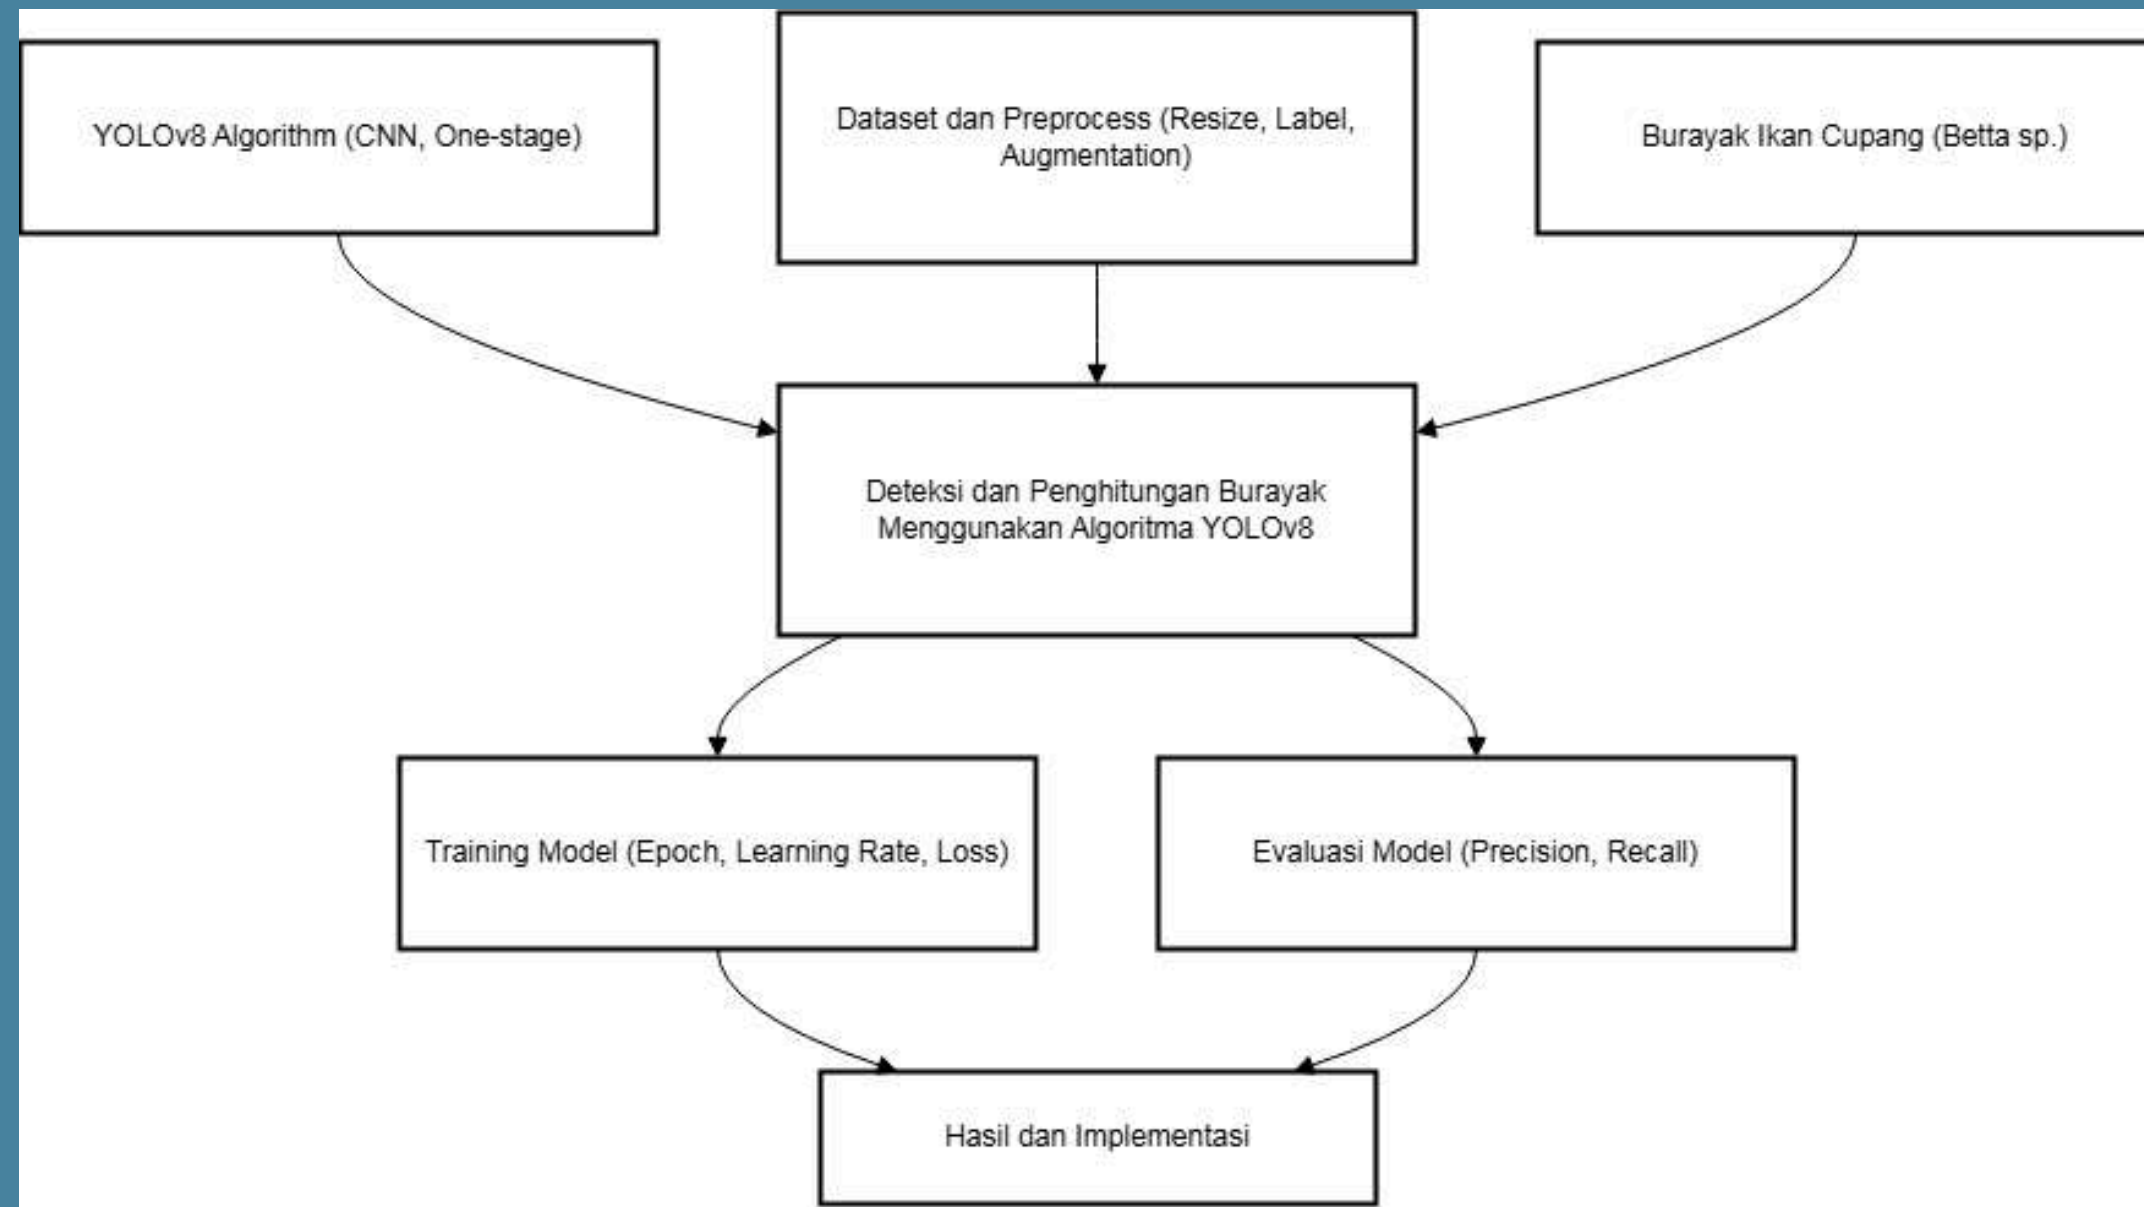 YOLOv8 Algorithm (CNN, One-stage)
Dataset dan Preprocess (Resize, Label,
Augmentation)
Burayak Ikan Cupang (Betta sp.)
Deteksi dan Penghitungan Burayak
Menggunakan Algoritma YOLOv8
Training Model (Epoch, Learning Rate, Loss)
Evaluasi Model (Precision, Recall)
Hasil dan Implementasi